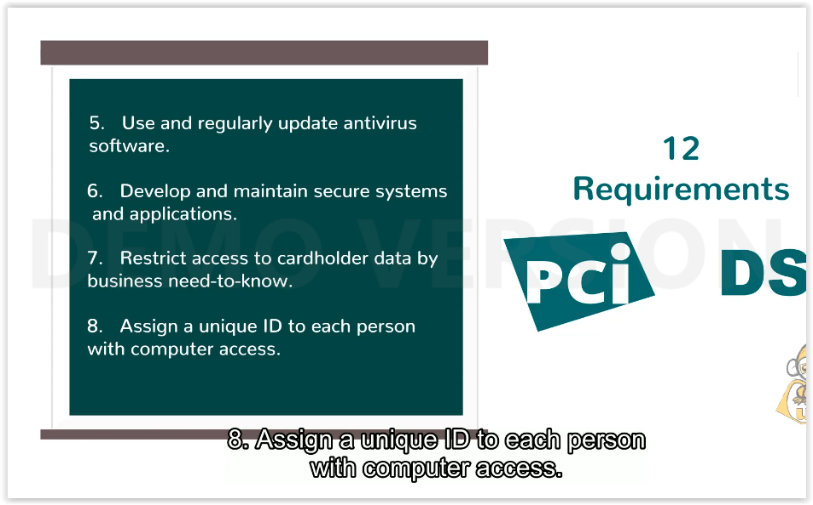 5. Use and regularly update antivirus
software.
6. Develop and maintain secure systems
and applications.
7. Restrict access to cardholder data by
business need-to-know.
8. Assign a unique ID to each person
with computer access.
12
Requirements
PCi DS
DEMO VERSION
8. Assign a unique ID to each person
with computer access.